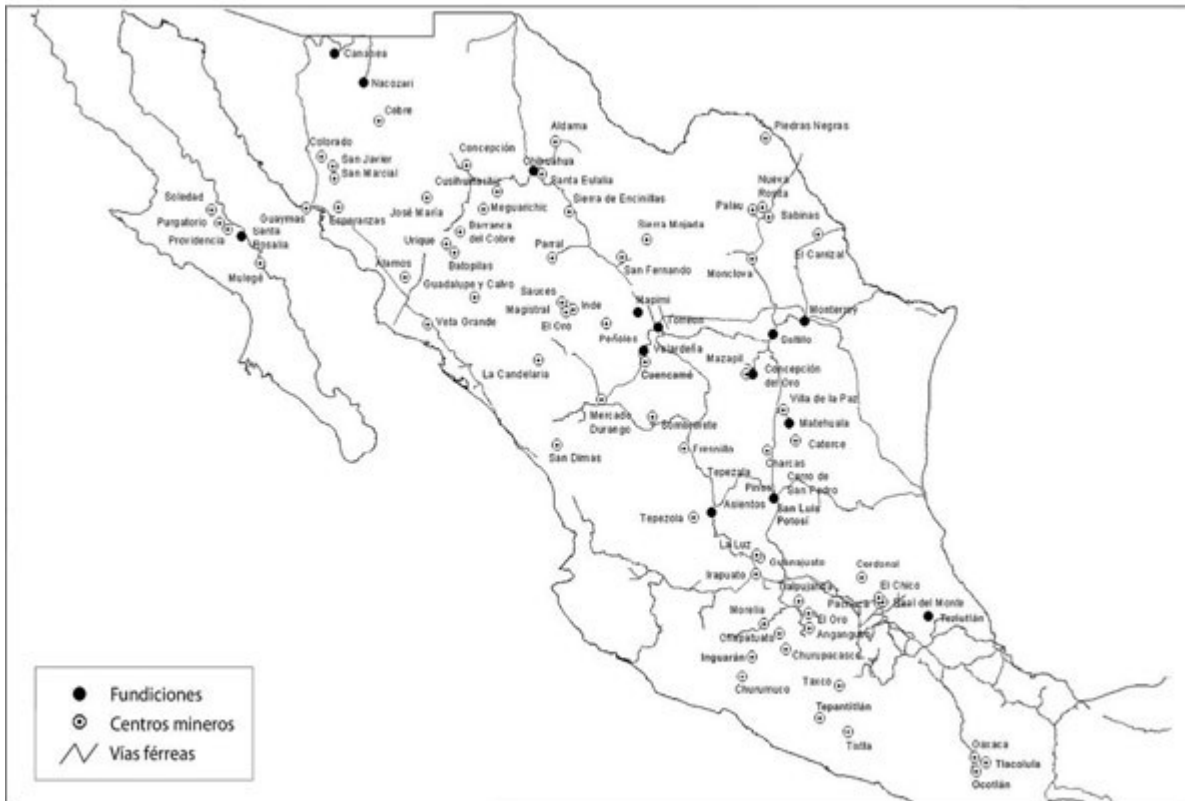 Cananea
Nacozari
Cobre
Aldama
Piedras Negras
Colorado
San Javier
San Marcial
Concepción
Chihuahua
Santa Eulalia
Cusihuiriachic
Nueva
Rosita
Soledad
Purgatorio
Providencia
Santa
Rosalia
Mulegé
Guaymas
Esperanzas
José María
Meguarichic
Sierra de Encinillas
Palau
Sabinas
Barranca
del Cobre
Urique
Batopilas
Sierra Mojada
El Carrizal
Parral
San Fernando
Monclova
Alamos
Guadalupe y Calvo
Sauces
Magistral
Inde
El Oro
Mapimí
Torreón
Monterrey
Veta Grande
Peñoles
Velardeña
Saltillo
La Candelaria
Cuencamé
Mazapil
Concepción
del Oro
Mercado
Durango
Sombrerete
Villa de la Paz
Matehuala
Catorce
San Dimas
Fresnillo
Charcas
Tepezala
Pinos
Cerro de
San Pedro
Asientos
San Luis
Potosí
Tepezola
La Luz
Guanajuato
Irapuato
Cardonal
El Chico
Tlalpujahua
Pachuca
Real del Monte
Teziutlán
Morelia
El Oro
Angangueo
Inguarán
Churumuco
Taxco
Tepantitlán
Oaxaca
Tlacolula
Ocotlán
Fundiciones
Centros mineros
Vías férreas